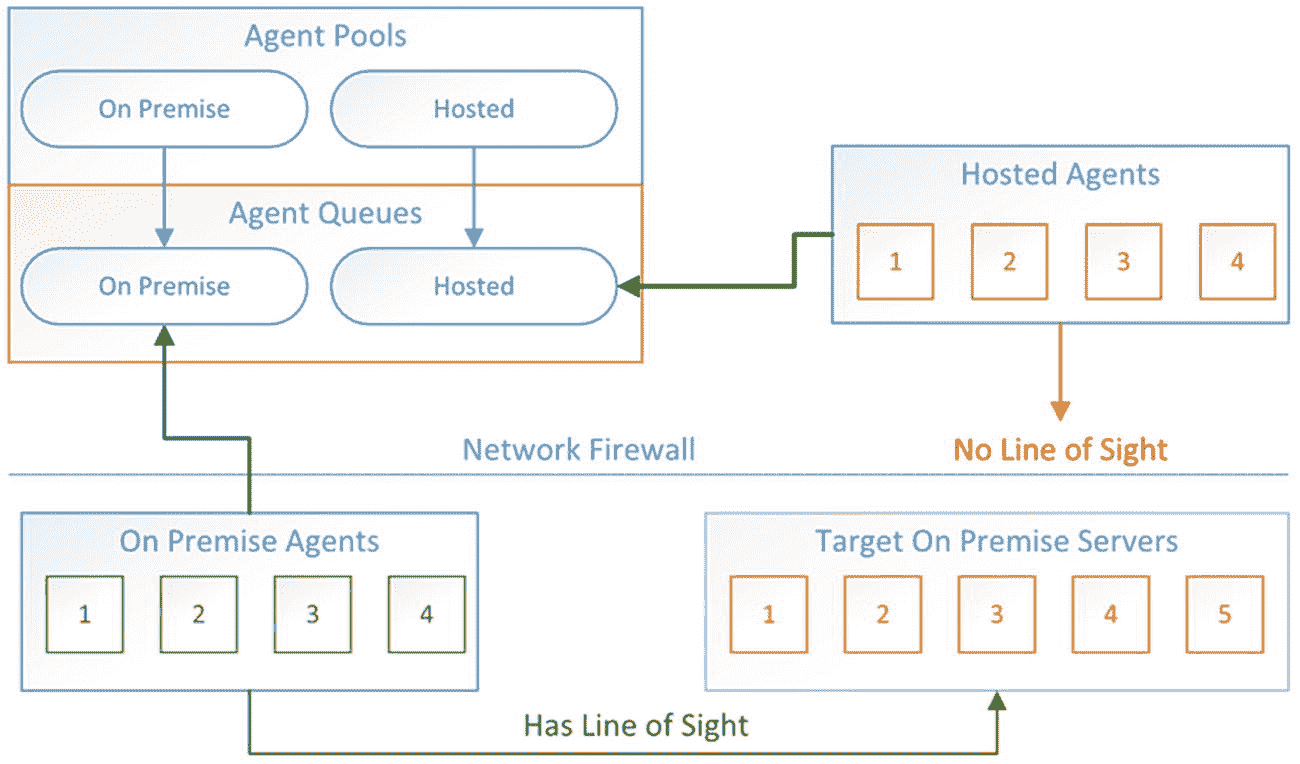 Agent Pools
On Premise
Hosted
Agent Queues
On Premise
Hosted
Hosted Agents
1
2
3
4
Network Firewall
No Line of Sight
On Premise Agents
1
2
3
4
Target On Premise Servers
1
2
3
4
5
Has Line of Sight